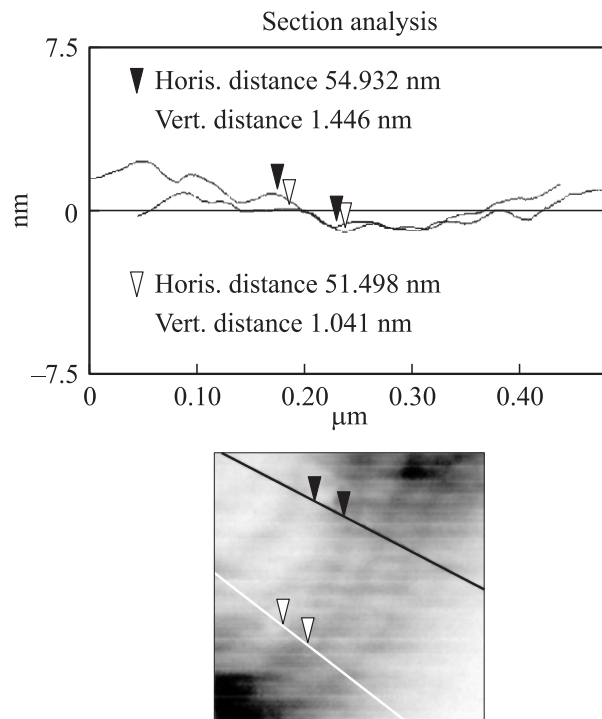 Section analysis
7.5
Horis. distance 54.932 nm
Vert. distance 1.446 nm
nm
0
Horis. distance 51.498 nm
Vert. distance 1.041 nm
–7.5
0 0.10 0.20 0.30 0.40
μm